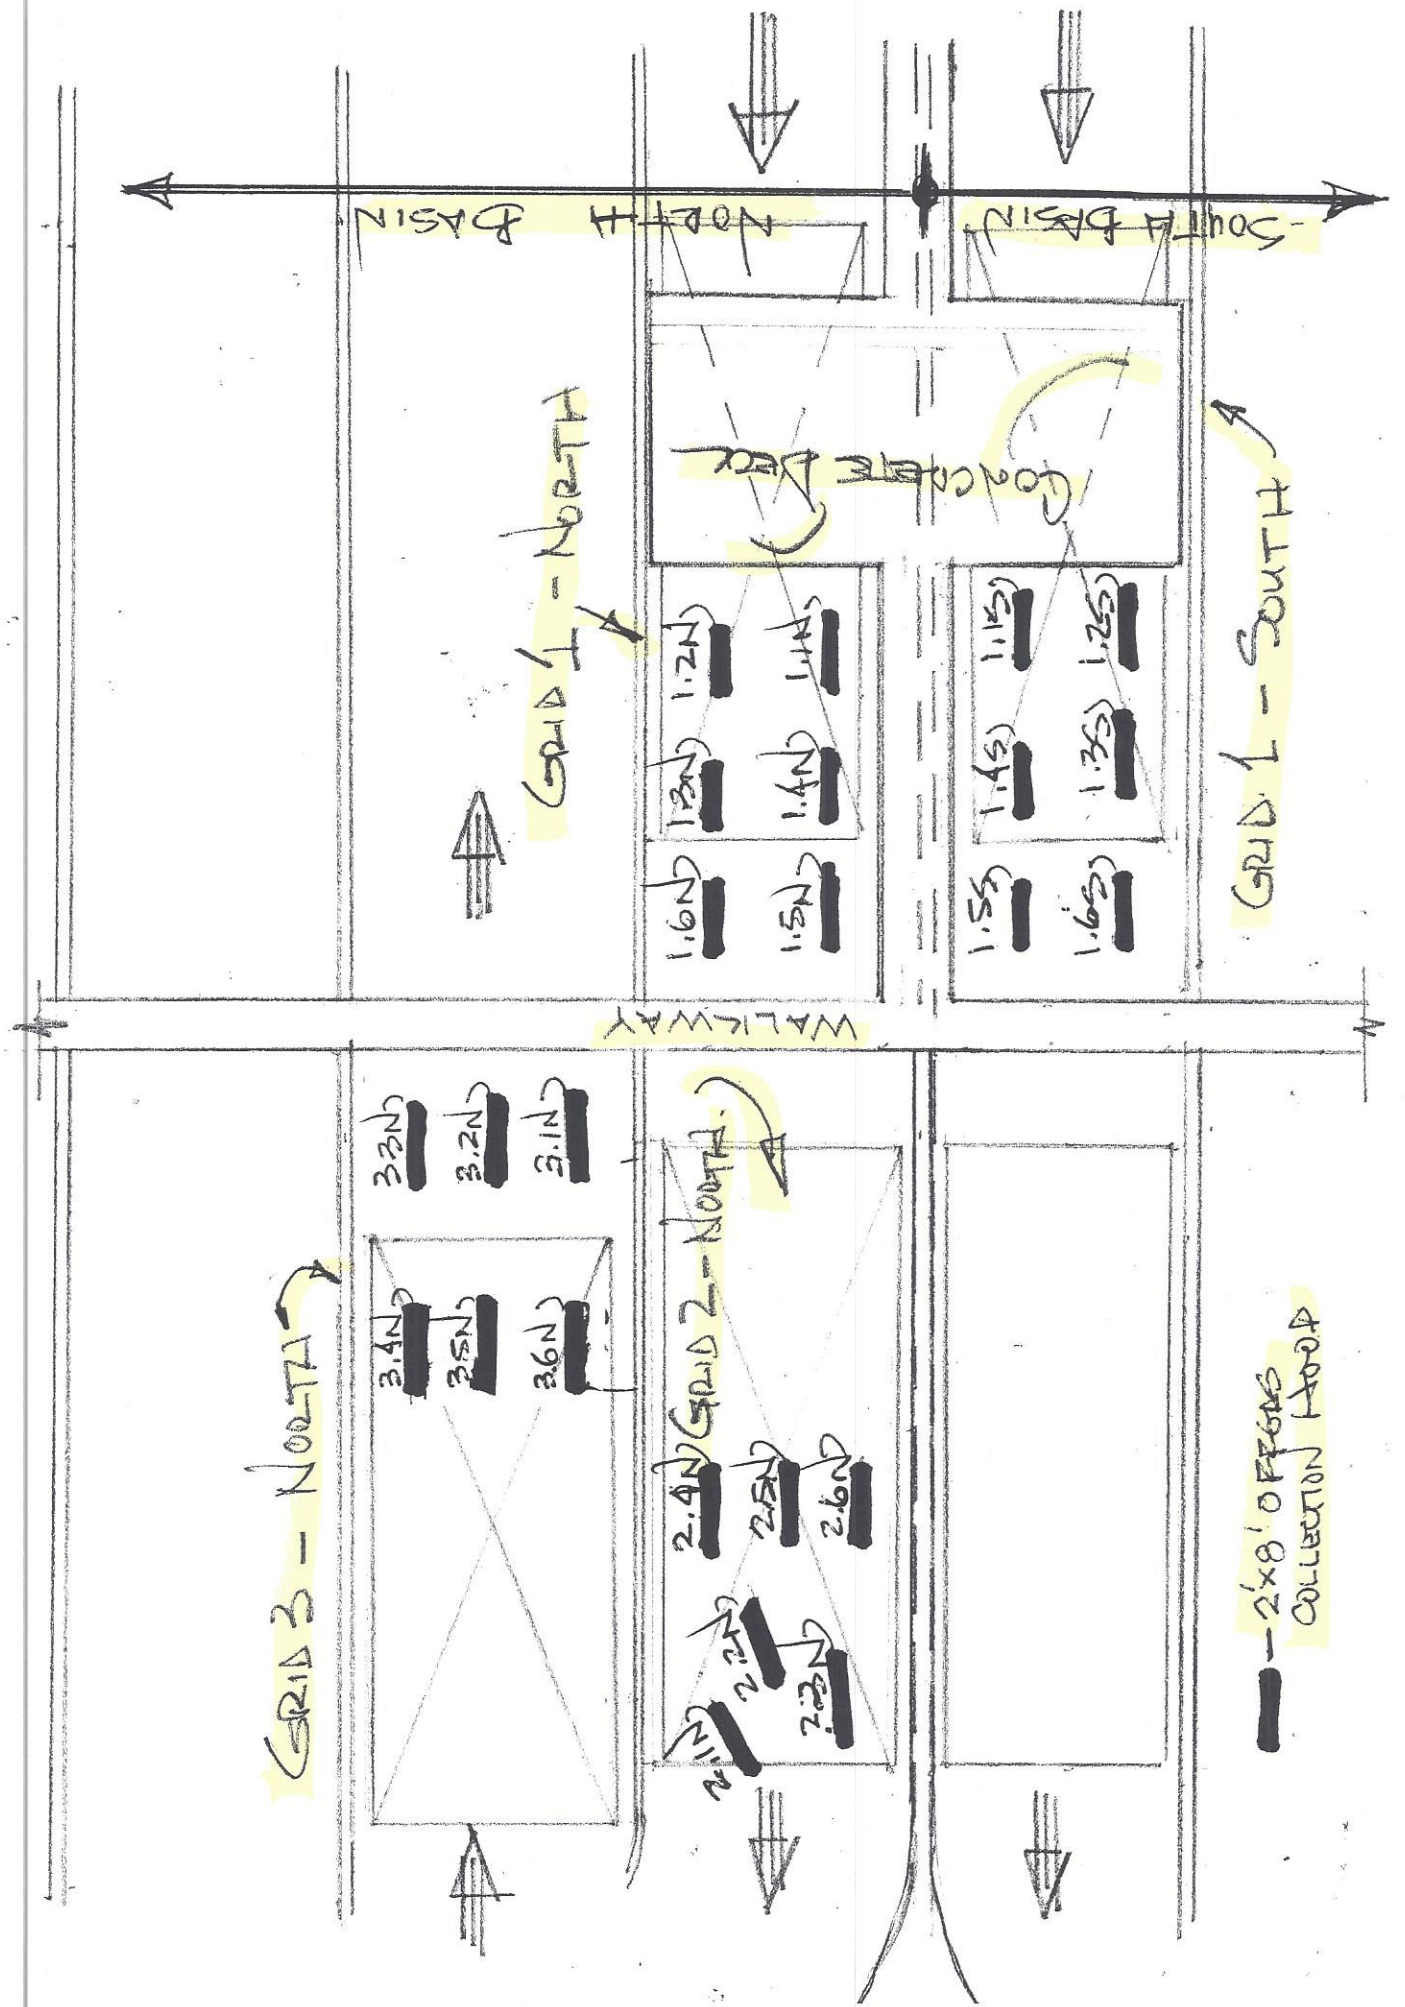 NORTH BASIN
SOUTH BASIN
GRID 1 - NORTH
CONCRETE DECK
GRID 1 - SOUTH
1.2N
1.1N
1.1S
1.2S
1.3N
1.4N
1.4S
1.3S
1.6N
1.5N
1.5S
1.6S
WALKWAY
3.3N
3.2N
3.1N
GRID 2 - NORTH.
GRID 3 - NORTH
3.4N
3.5N
3.6N
2.4N
2.5N
2.6N
2.2N
2.3N
2.1N
- 2'x8' OFFGAS
COLLECTION HOOD